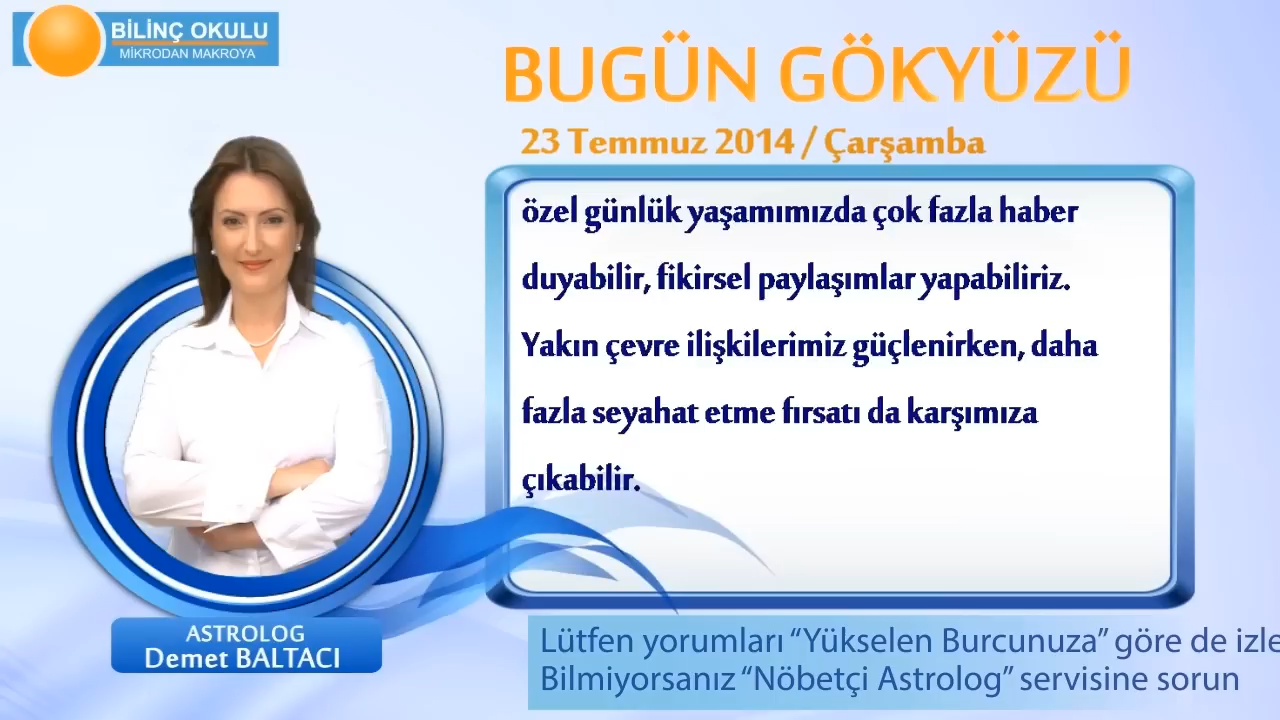 BİLİNÇ OKULU
MİKRODAN MAKROYA
BUGÜN GÖKYÜZÜ
23 Temmuz 2014 / Çarşamba
özel günlük yaşamımızda çok fazla haber
duyabilir, fikirsel paylaşımlar yapabiliriz.
Yakın çevre ilişkilerimiz güçlenirken, daha
fazla seyahat etme fırsatı da karşımıza
çıkabilir.
ASTROLOG
Demet BALTACI
Lütfen yorumları “Yükselen Burcunuza” göre de izle
Bilmiyorsanız “Nöbetçi Astrolog” servisine sorun